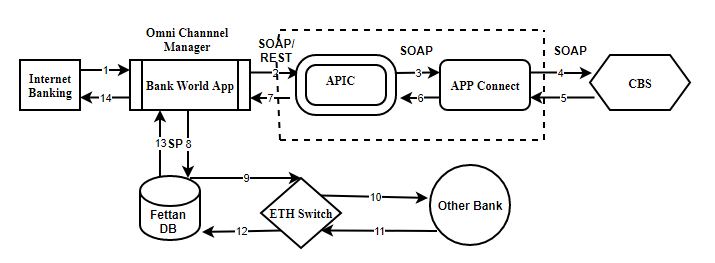 Omni Channnel
Manager
SOAP/
REST
SOAP
SOAP
Internet
Banking
1
14
Bank World App
2
7
APIC
3
6
APP Connect
4
5
CBS
13
SP
8
9
10
11
12
Fettan
DB
ETH Switch
Other Bank